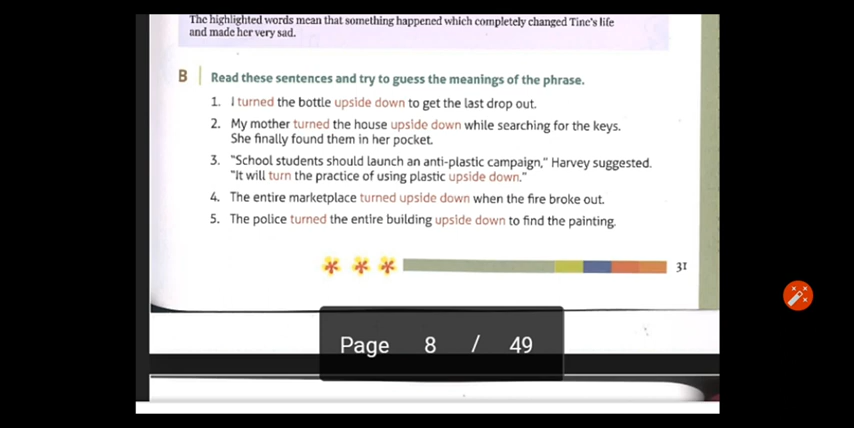 The highlighted words mean that something happened which completely changed Tine's life
and made her very sad.
B Read these sentences and try to guess the meanings of the phrase.
1. I turned the bottle upside down to get the last drop out.
2. My mother turned the house upside down while searching for the keys.
She finally found them in her pocket.
3. "School students should launch an anti-plastic campaign," Harvey suggested.
"It will turn the practice of using plastic upside down."
4. The entire marketplace turned upside down when the fire broke out.
5. The police turned the entire building upside down to find the painting.
31
Page 8 / 49